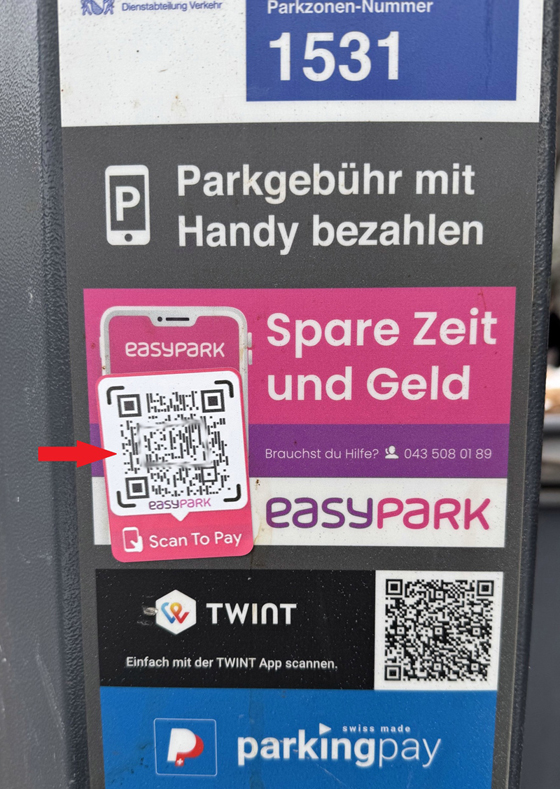 Dienstabteilung Verkehr
Parkzonen-Nummer
1531
P
Parkgebühr mit
Handy bezahlen
easypark
Spare Zeit
und Geld
Brauchst du Hilfe? 043 508 01 89
easypark
Scan To Pay
easypark
TWINT
Einfach mit der TWINT App scannen.
swiss made
P parkingpay